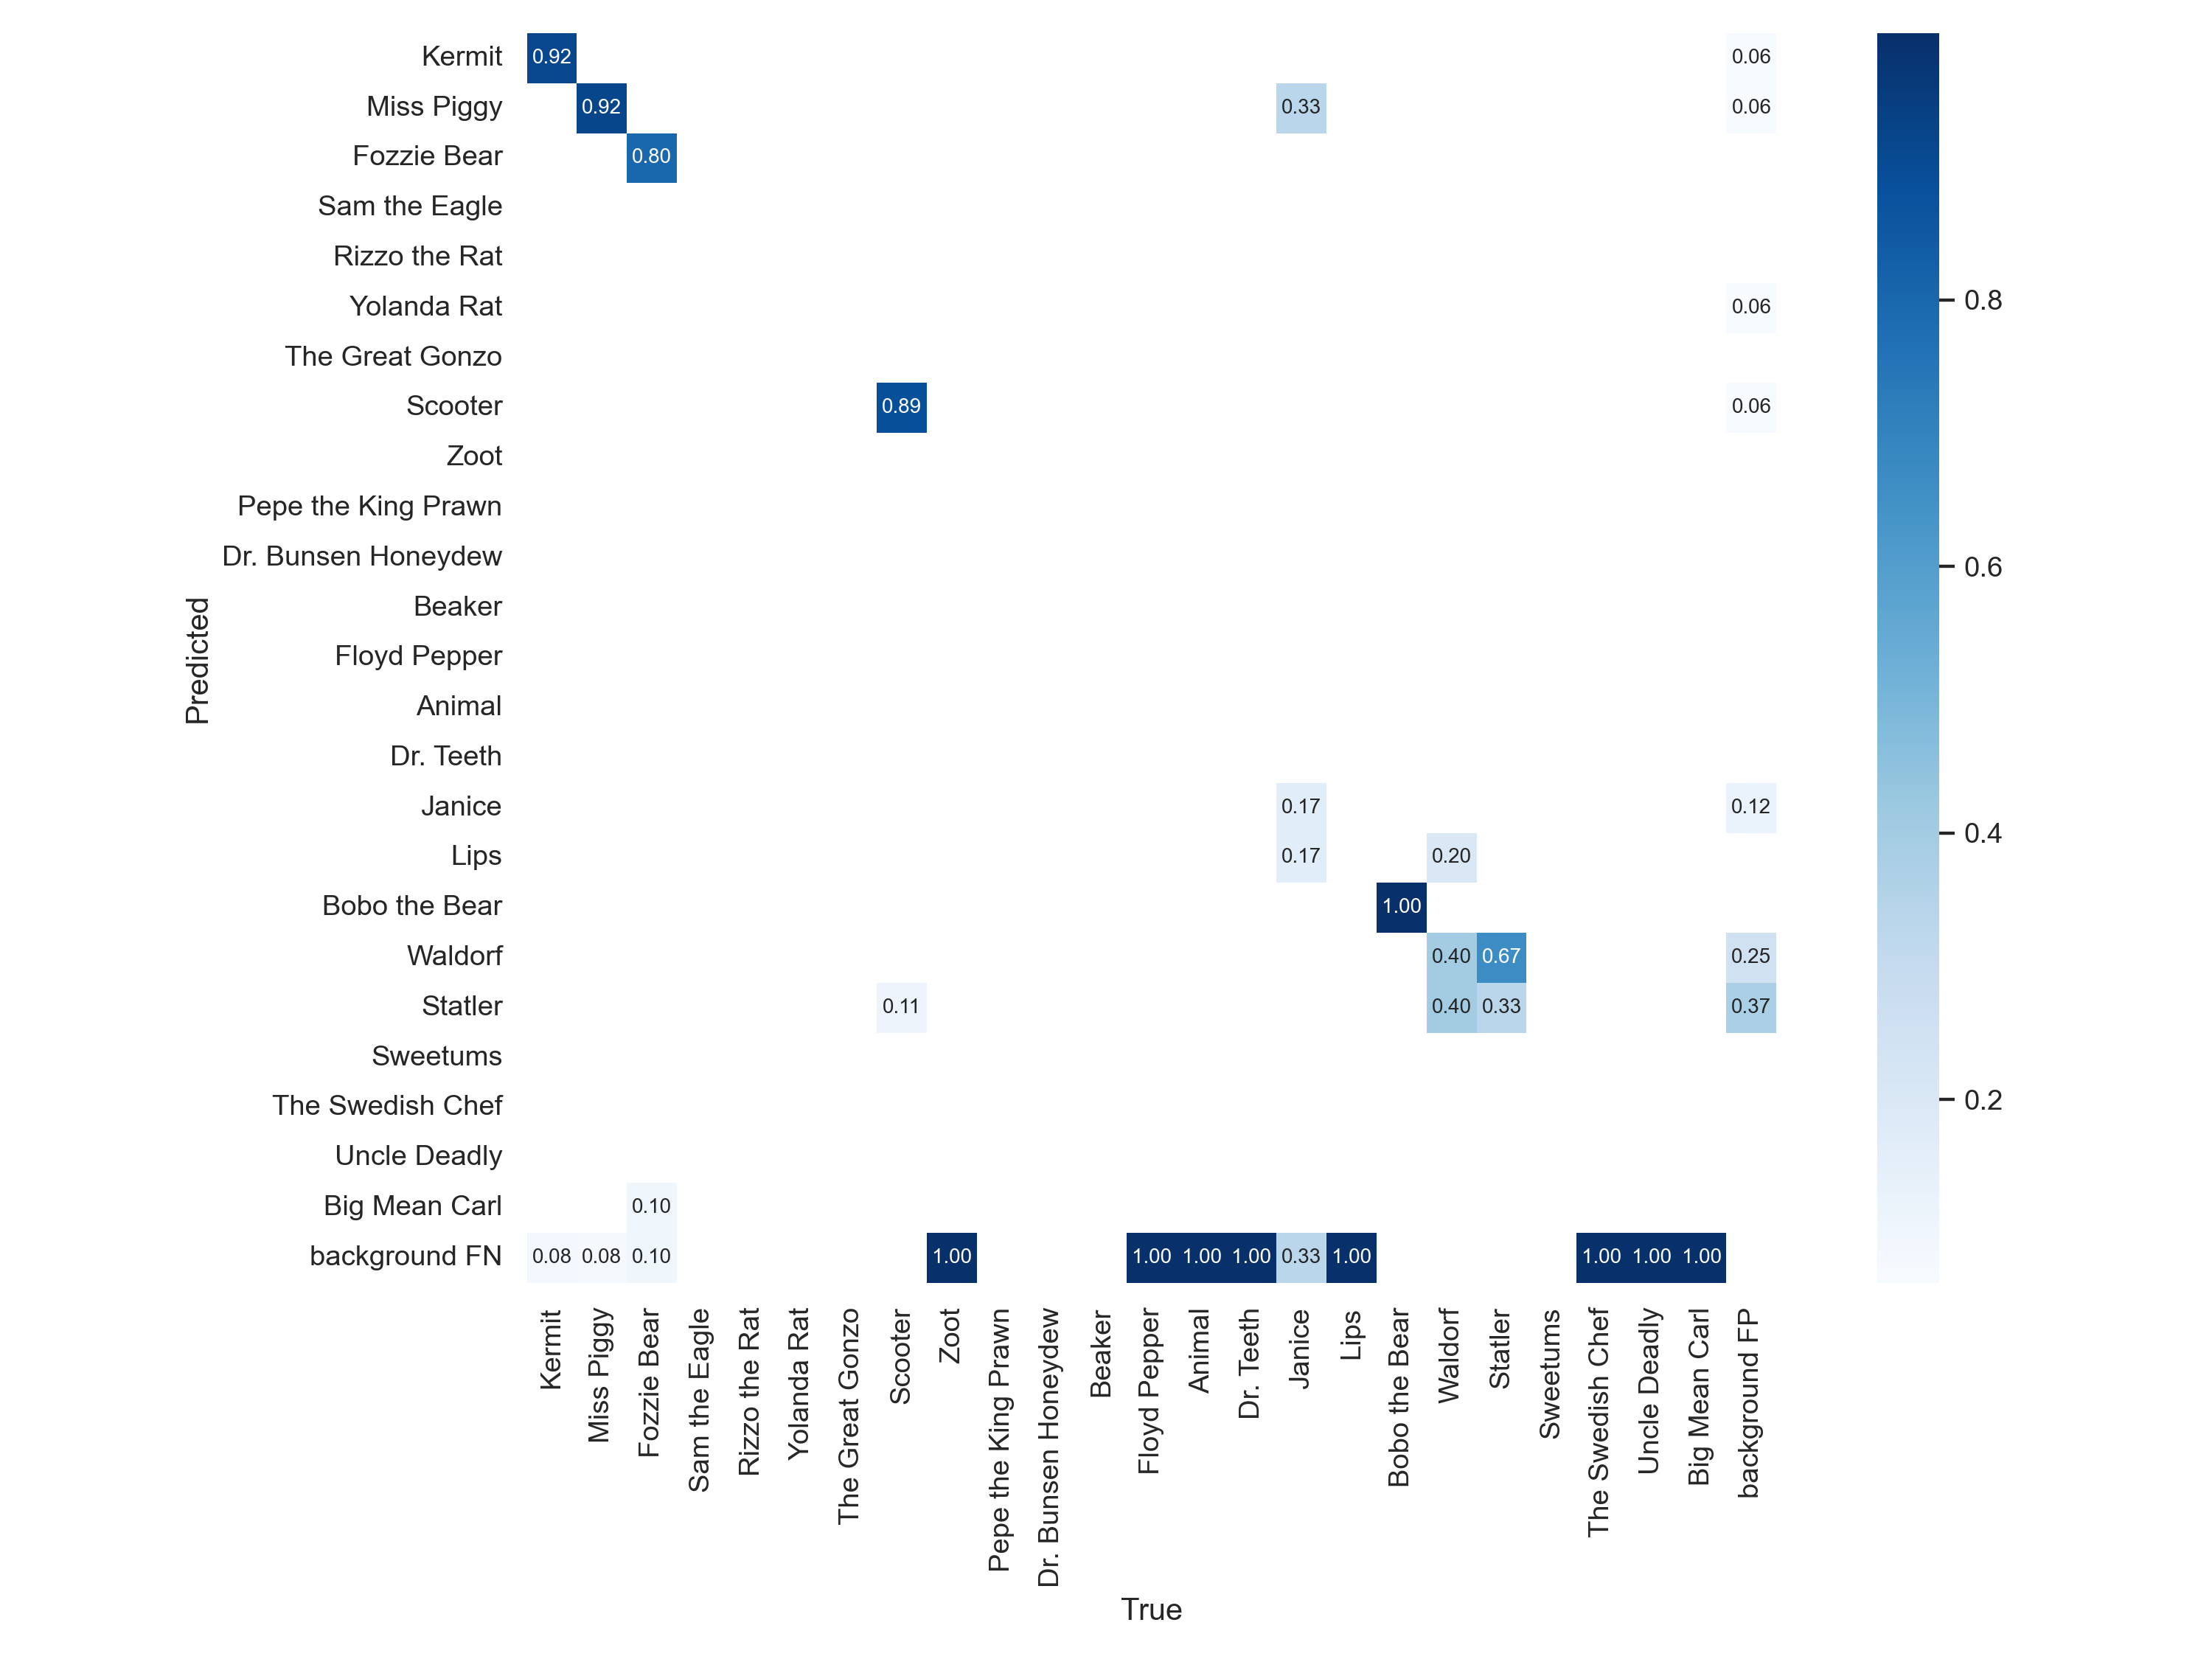 Kermit 0.92 0.06
Miss Piggy 0.92 0.33 0.06
Fozzie Bear 0.80
Sam the Eagle
Rizzo the Rat
Yolanda Rat 0.06
The Great Gonzo
Scooter 0.89 0.06
Zoot
Pepe the King Prawn
Dr. Bunsen Honeydew
Beaker
Floyd Pepper
Animal
Dr. Teeth
Janice 0.17 0.12
Lips 0.17 0.20
Bobo the Bear 1.00
Waldorf 0.40 0.67 0.25
Statler 0.11 0.40 0.33 0.37
Sweetums
The Swedish Chef
Uncle Deadly
Big Mean Carl 0.10
background FN 0.08 0.08 0.10 1.00 1.00 1.00 1.00 0.33 1.00 1.00 1.00 1.00
Predicted
Kermit
Miss Piggy
Fozzie Bear
Sam the Eagle
Rizzo the Rat
Yolanda Rat
The Great Gonzo
Scooter
Zoot
Pepe the King Prawn
Dr. Bunsen Honeydew
Beaker
Floyd Pepper
Animal
Dr. Teeth
Janice
Lips
Bobo the Bear
Waldorf
Statler
Sweetums
The Swedish Chef
Uncle Deadly
Big Mean Carl
background FP
True
0.8
0.6
0.4
0.2